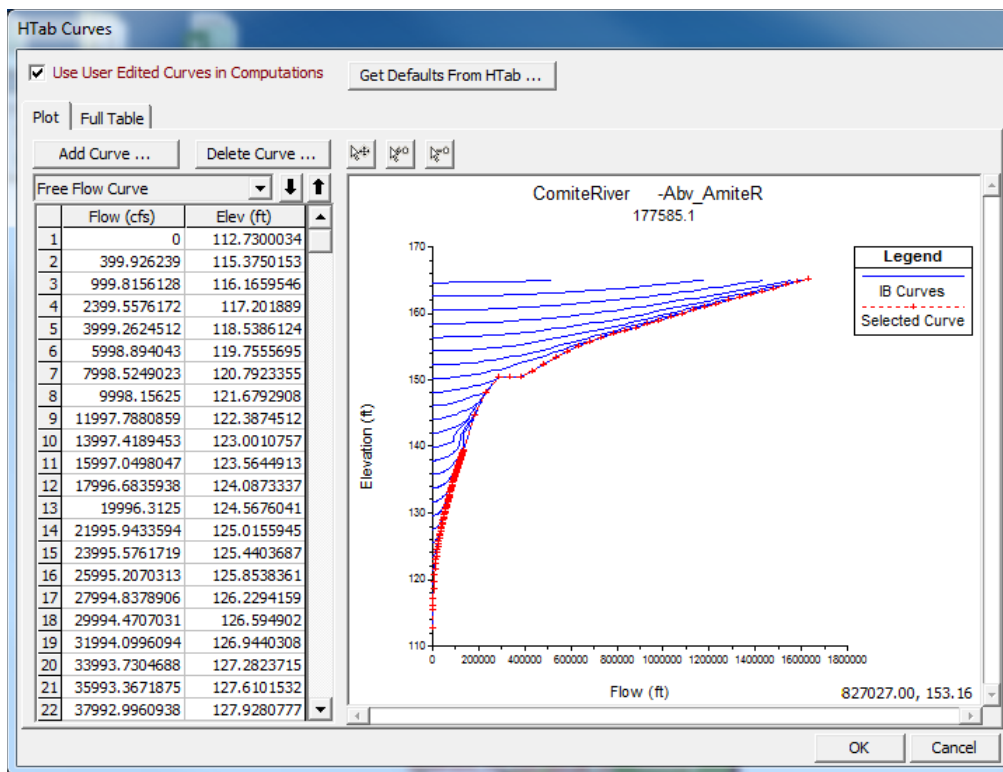 HTab Curves
Use User Edited Curves in Computations
Get Defaults From HTab ...
Plot
Full Table
Add Curve ...
Delete Curve ...
Free Flow Curve
Flow (cfs) Elev (ft)
1 0 112.7300034
2 399.926239 115.3750153
3 999.8156128 116.1659546
4 2399.5576172 117.201889
5 3999.2624512 118.5386124
6 5998.894043 119.7555695
7 7998.5249023 120.7923355
8 9998.15625 121.6792908
9 11997.7880859 122.3874512
10 13997.4189453 123.0010757
11 15997.0498047 123.5644913
12 17996.6835938 124.0873337
13 19996.3125 124.5676041
14 21995.9433594 125.0155945
15 23995.5761719 125.4403687
16 25995.2070313 125.8538361
17 27994.8378906 126.2294159
18 29994.4707031 126.594902
19 31994.0996094 126.9440308
20 33993.7304688 127.2823715
21 35993.3671875 127.6101532
22 37992.9960938 127.9280777
ComiteRiver -Abv_AmiteR
177585.1
170
160
150
140
130
120
110
Elevation (ft)
0 200000 400000 600000 800000 1000000 1200000 1400000 1600000 1800000
Flow (ft)
Legend
IB Curves
Selected Curve
827027.00, 153.16
OK
Cancel